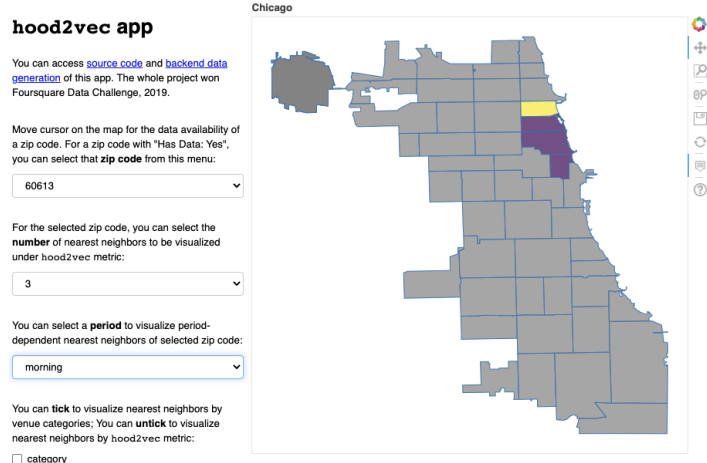 Chicago
hood2vec app
You can access source code and backend data
generation of this app. The whole project won
Foursquare Data Challenge, 2019.
Move cursor on the map for the data availability of
a zip code. For a zip code with "Has Data: Yes",
you can select that zip code from this menu:
60613
For the selected zip code, you can select the
number of nearest neighbors to be visualized
under hood2vec metric:
3
You can select a period to visualize period-
dependent nearest neighbors of selected zip code:
morning
You can tick to visualize nearest neighbors by
venue categories; You can untick to visualize
nearest neighbors by hood2vec metric:
category